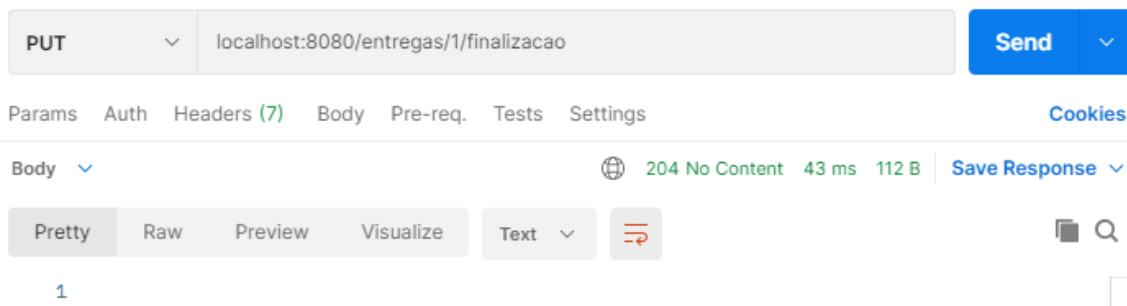 PUT localhost:8080/entregas/1/finalizacao Send
Params Auth Headers (7) Body Pre-req. Tests Settings Cookies
Body 204 No Content 43 ms 112 B Save Response
Pretty Raw Preview Visualize Text
1